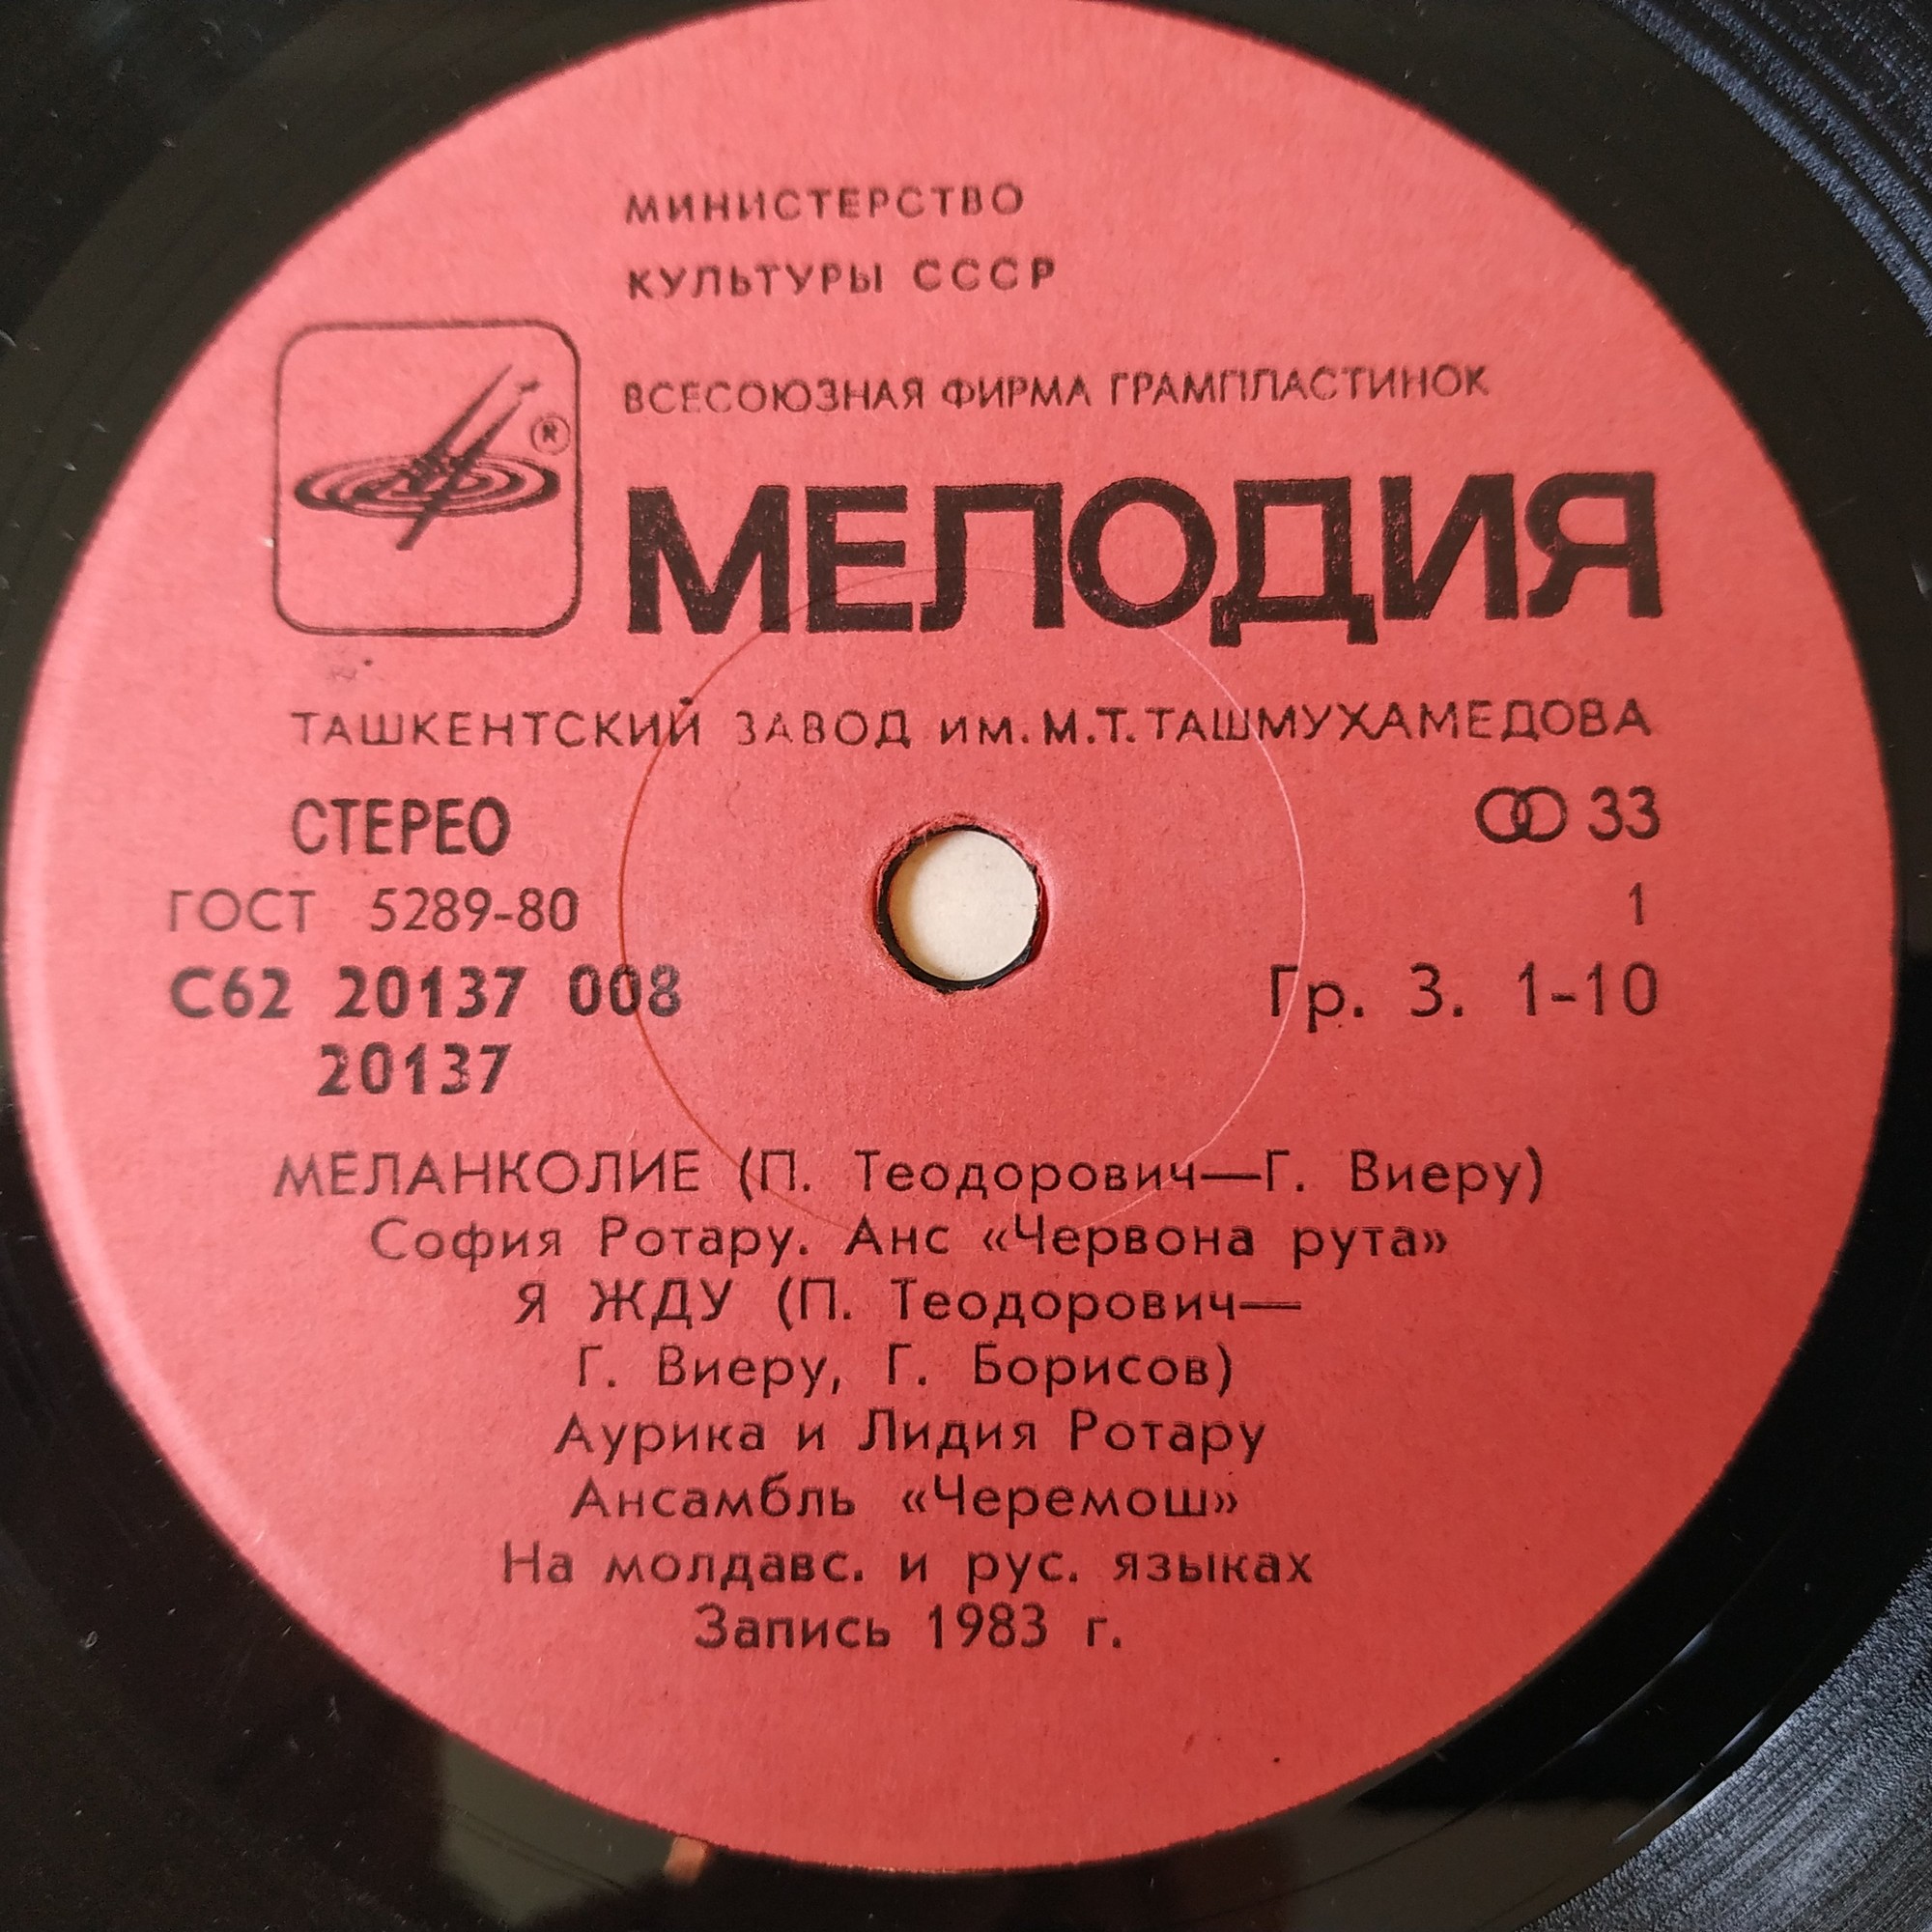 МИНИСТЕРСТВО
КУЛЬТУРЫ СССР
ВСЕСОЮЗНАЯ ФИРМА ГРАМПЛАСТИНОК
®
МЕЛОДИЯ
ТАШКЕНТСКИЙ ЗАВОД им. М.Т. ТАШМУХАМЕДОВА
СТЕРЕО 33
ГОСТ 5289-80 1
С62 20137 008 Гр. 3. 1-10
20137
МЕЛАНКОЛИЕ (П. Теодорович—Г. Виеру)
София Ротару. Анс «Червона рута»
Я ЖДУ (П. Теодорович—
Г. Виеру, Г. Борисов)
Аурика и Лидия Ротару
Ансамбль «Черемош»
На молдавс. и рус. языках
Запись 1983 г.